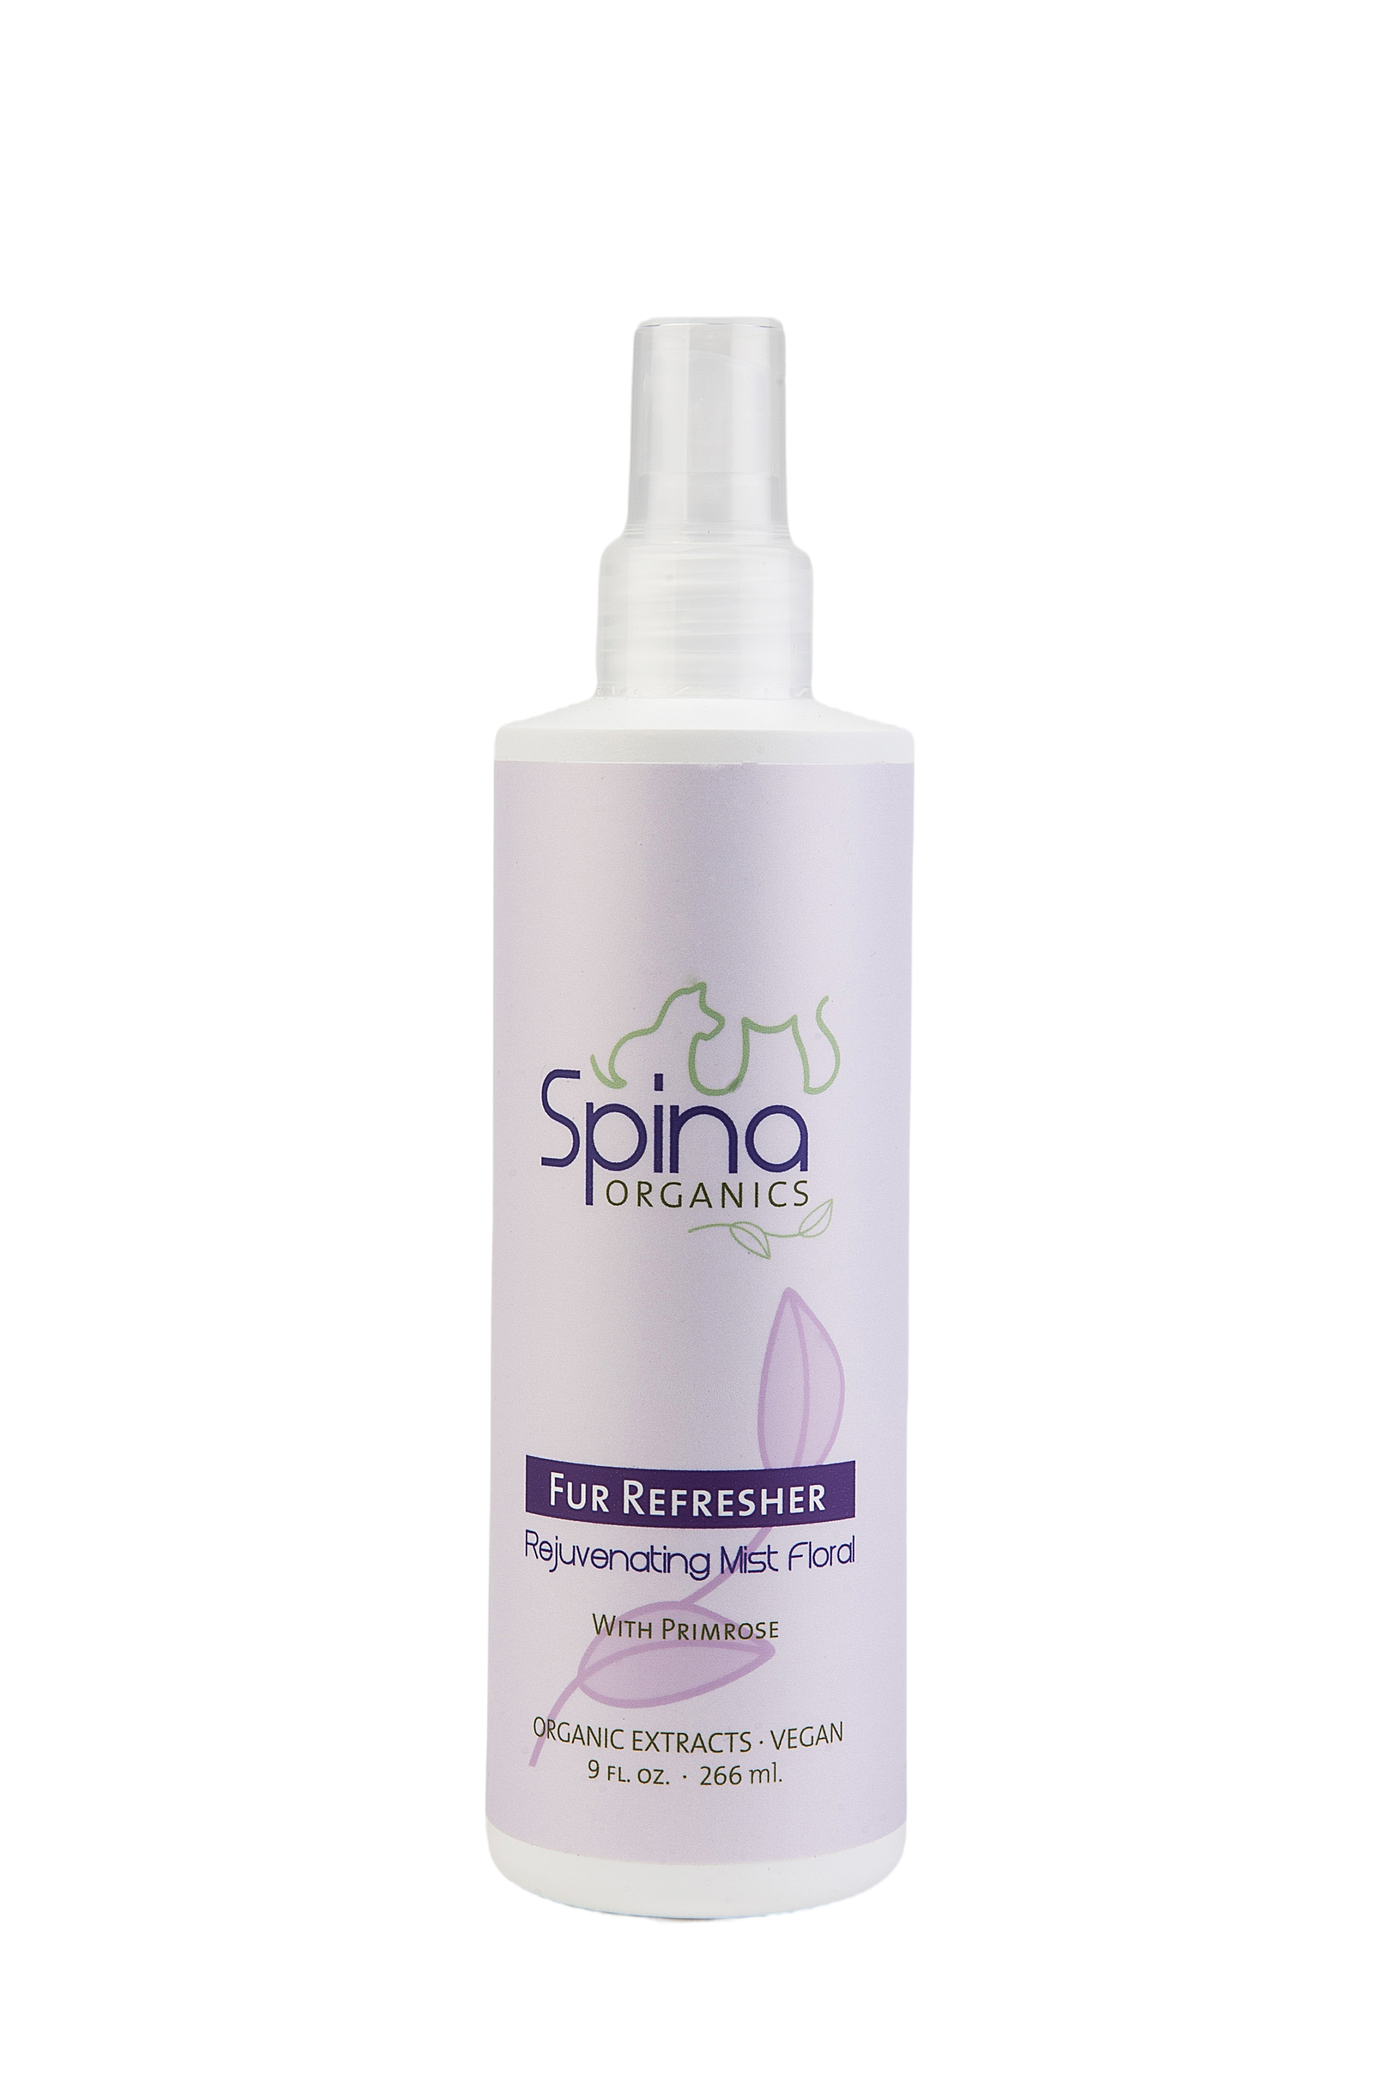 Spina
ORGANICS
FUR REFRESHER
Rejuvenating Mist Floral
WITH PRIMROSE
ORGANIC EXTRACTS · VEGAN
9 FL. OZ. · 266 ml.